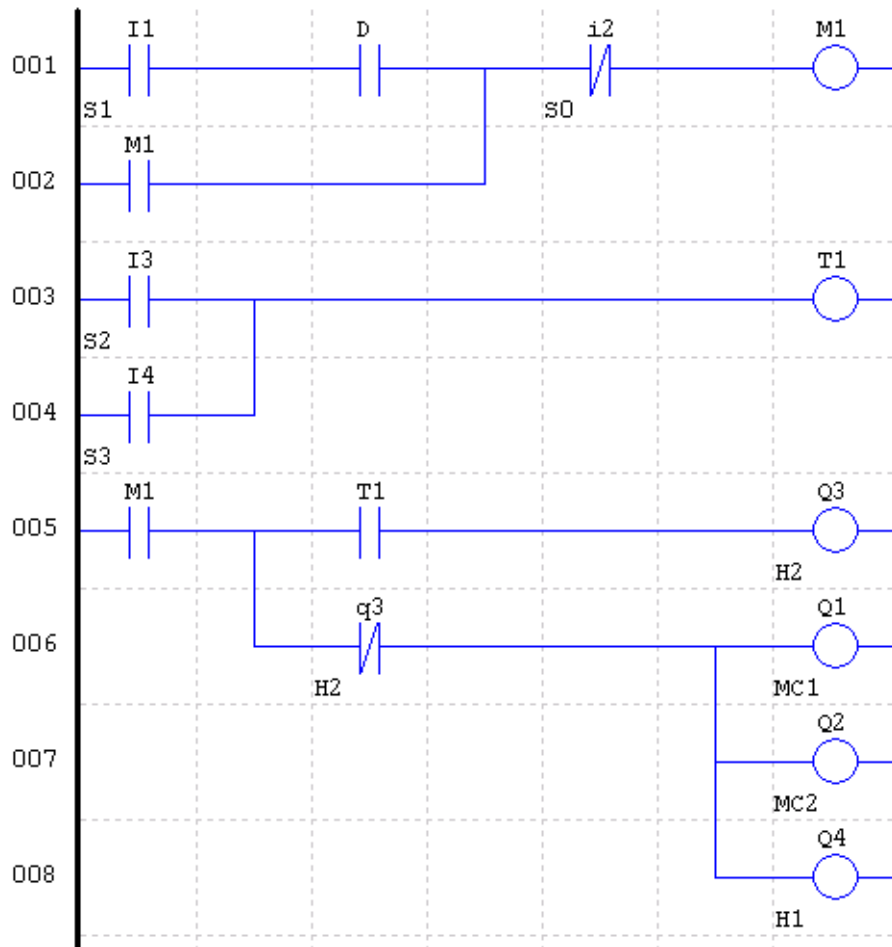 I1 D i2 M1
001
S1 SO
M1
002
I3 T1
003
S2
I4
004
S3
M1 T1 Q3
005
H2
q3 Q1
006
H2 MC1
Q2
007
MC2
Q4
008
H1